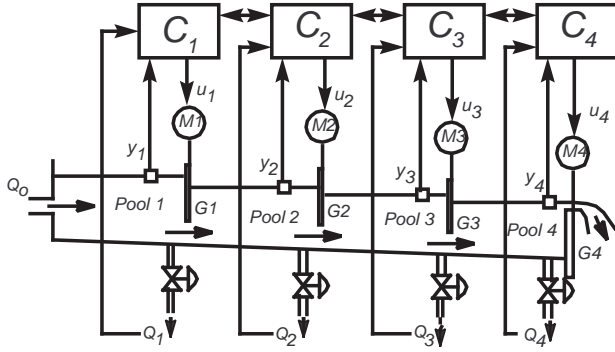 C1 C2 C3 C4
u1 u2 u3 u4
M1 M2 M3 M4
y1 y2 y3 y4
Qo
Pool 1 G1 Pool 2 G2 Pool 3 G3 Pool 4 G4
Q1 Q2 Q3 Q4